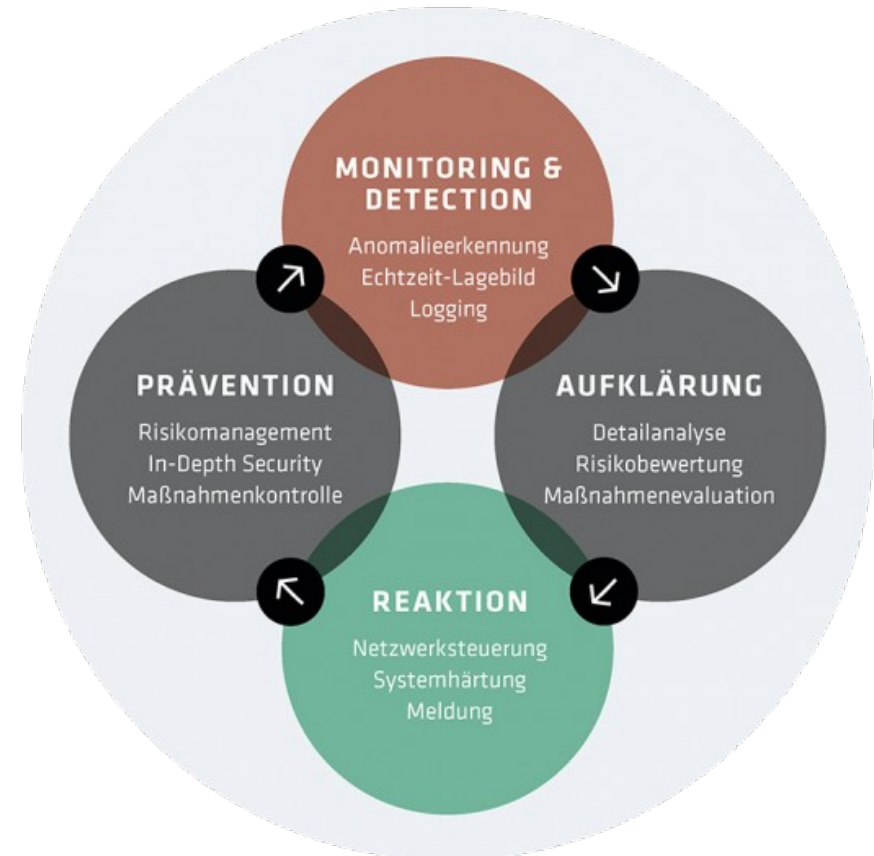 MONITORING &
DETECTION
Anomalieerkennung
Echtzeit-Lagebild
Logging
PRÄVENTION
Risikomanagement
In-Depth Security
Maßnahmenkontrolle
AUFKLÄRUNG
Detailanalyse
Risikobewertung
Maßnahmenevaluation
REAKTION
Netzwerksteuerung
Systemhärtung
Meldung